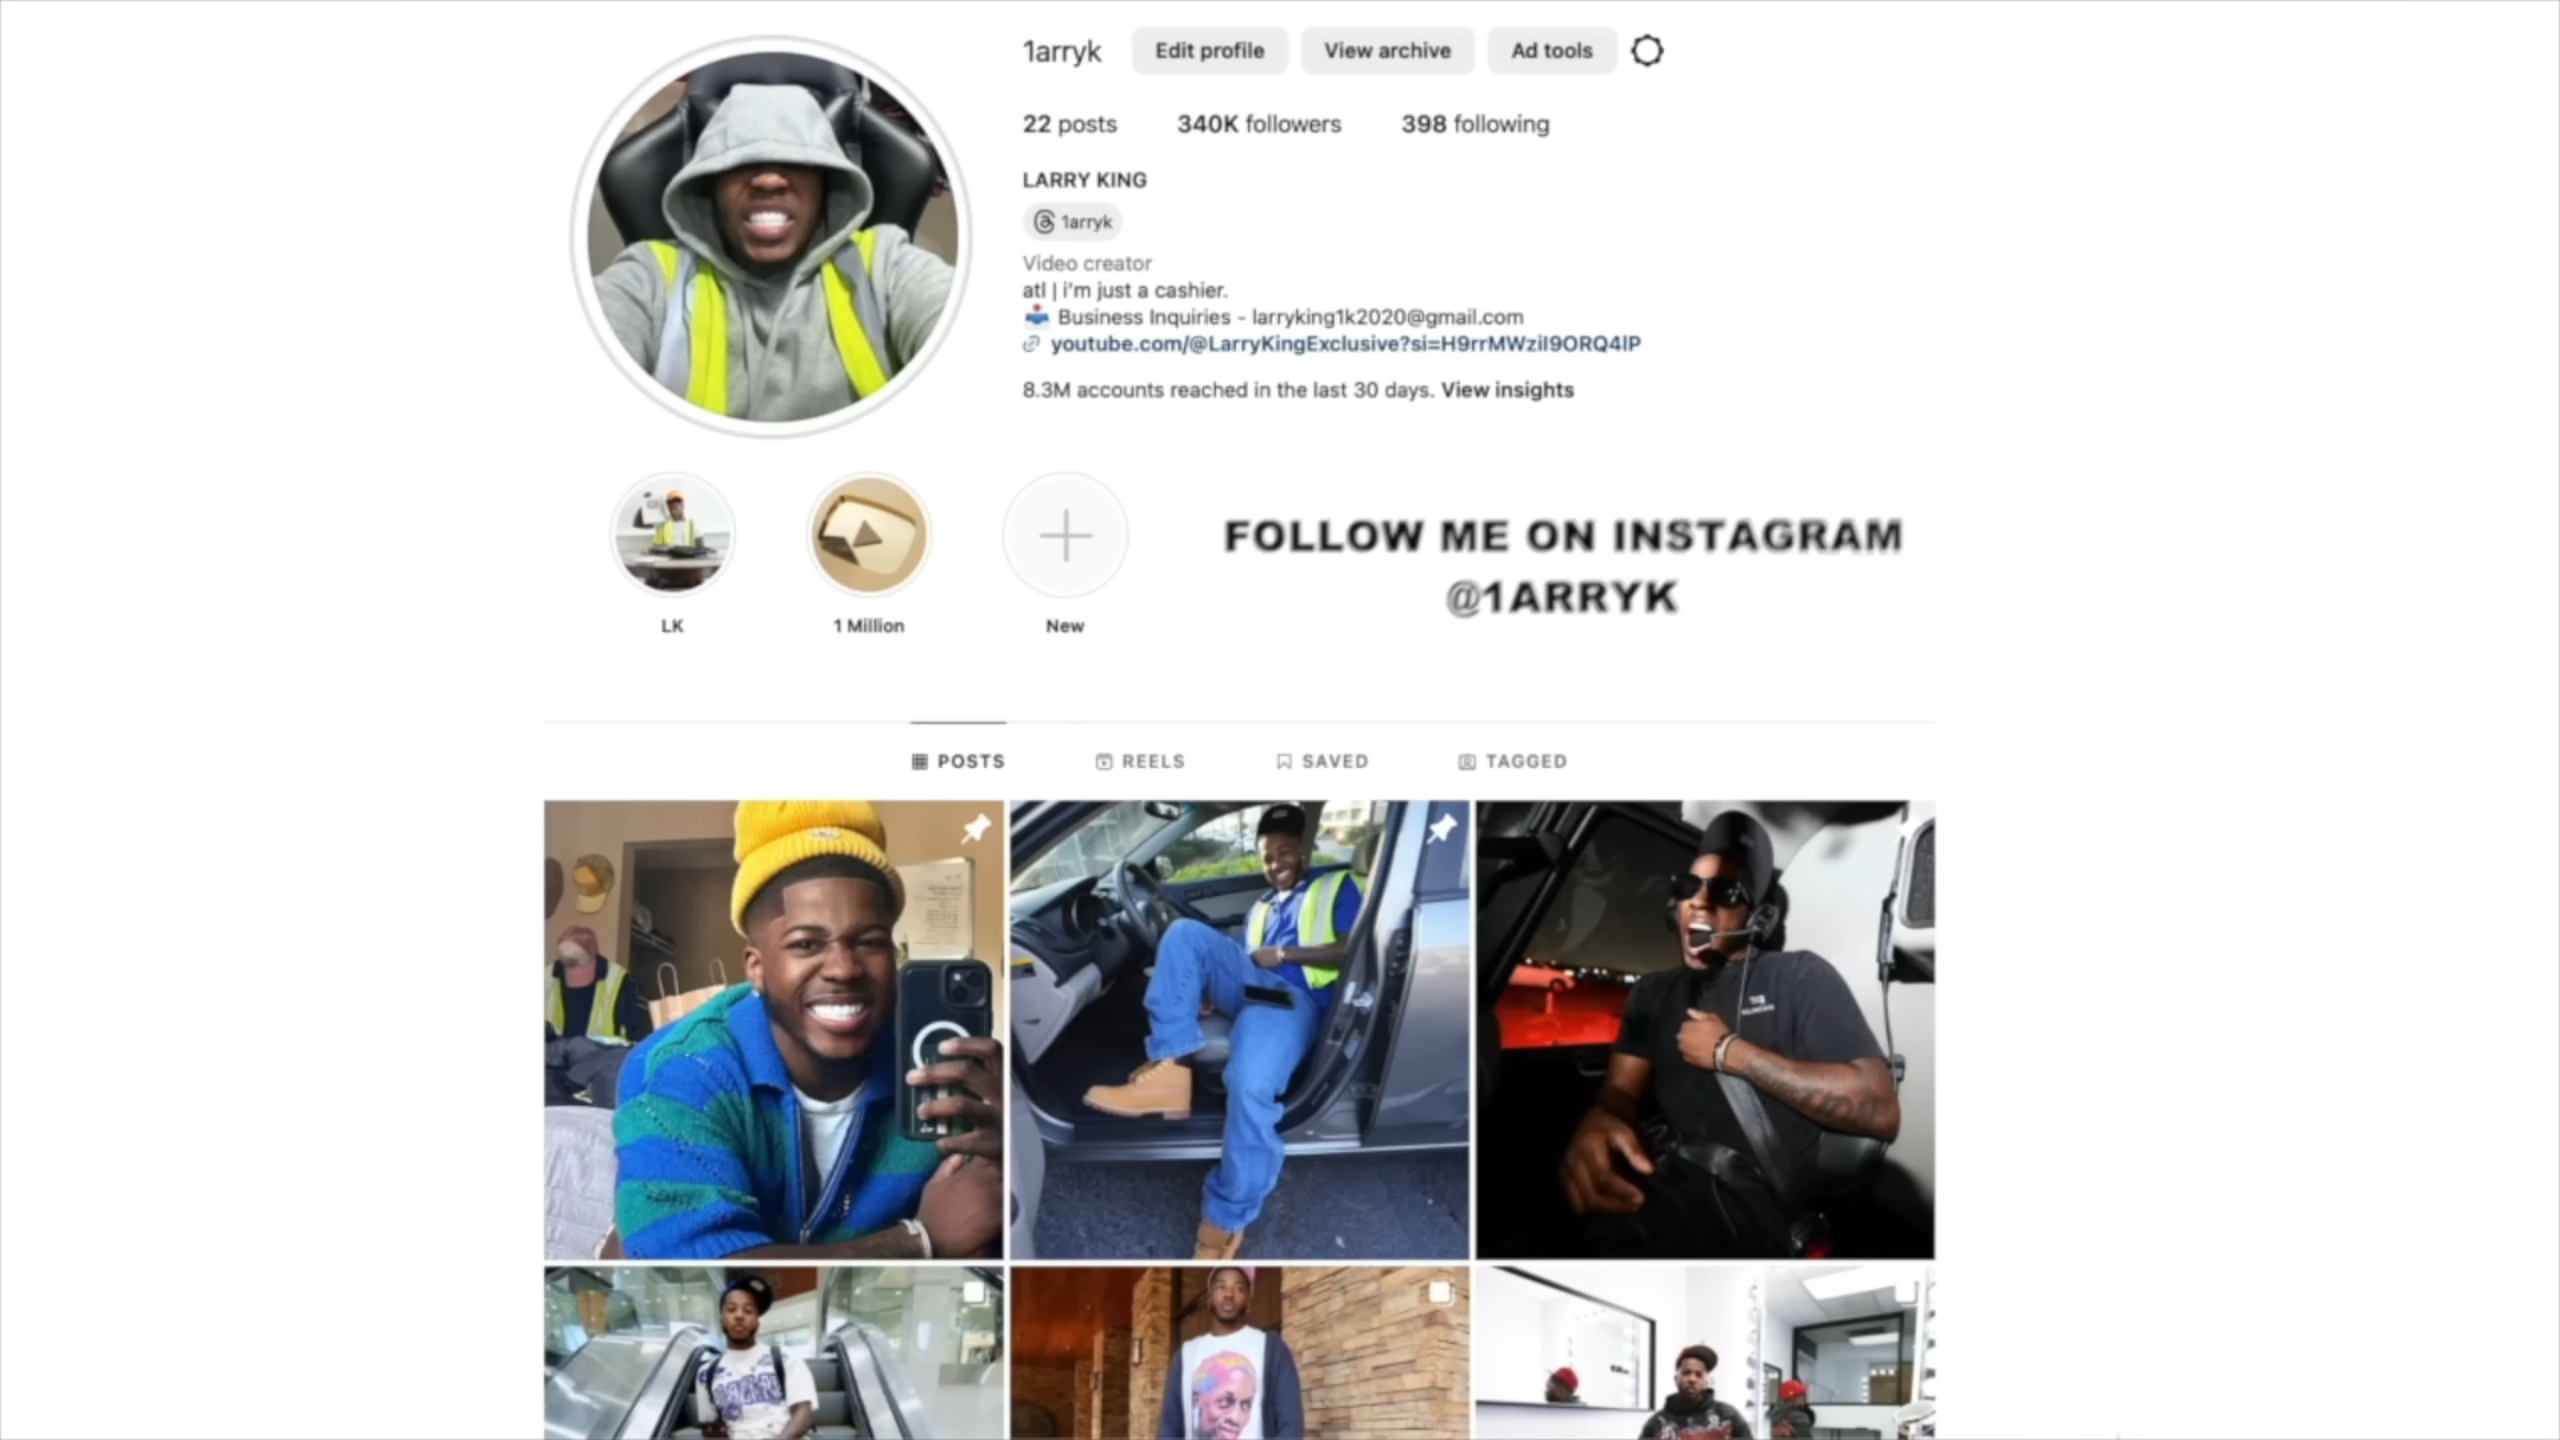 1arryk Edit profile View archive Ad tools
22 posts 340K followers 398 following
LARRY KING
1arryk
Video creator
atl | i'm just a cashier.
Business Inquiries - larryking1k2020@gmail.com
youtube.com/@LarryKingExclusive?si=H9rrMWziI9ORQ4lP
8.3M accounts reached in the last 30 days. View insights
LK 1 Million New
FOLLOW ME ON INSTAGRAM
@1ARRYK
POSTS REELS SAVED TAGGED